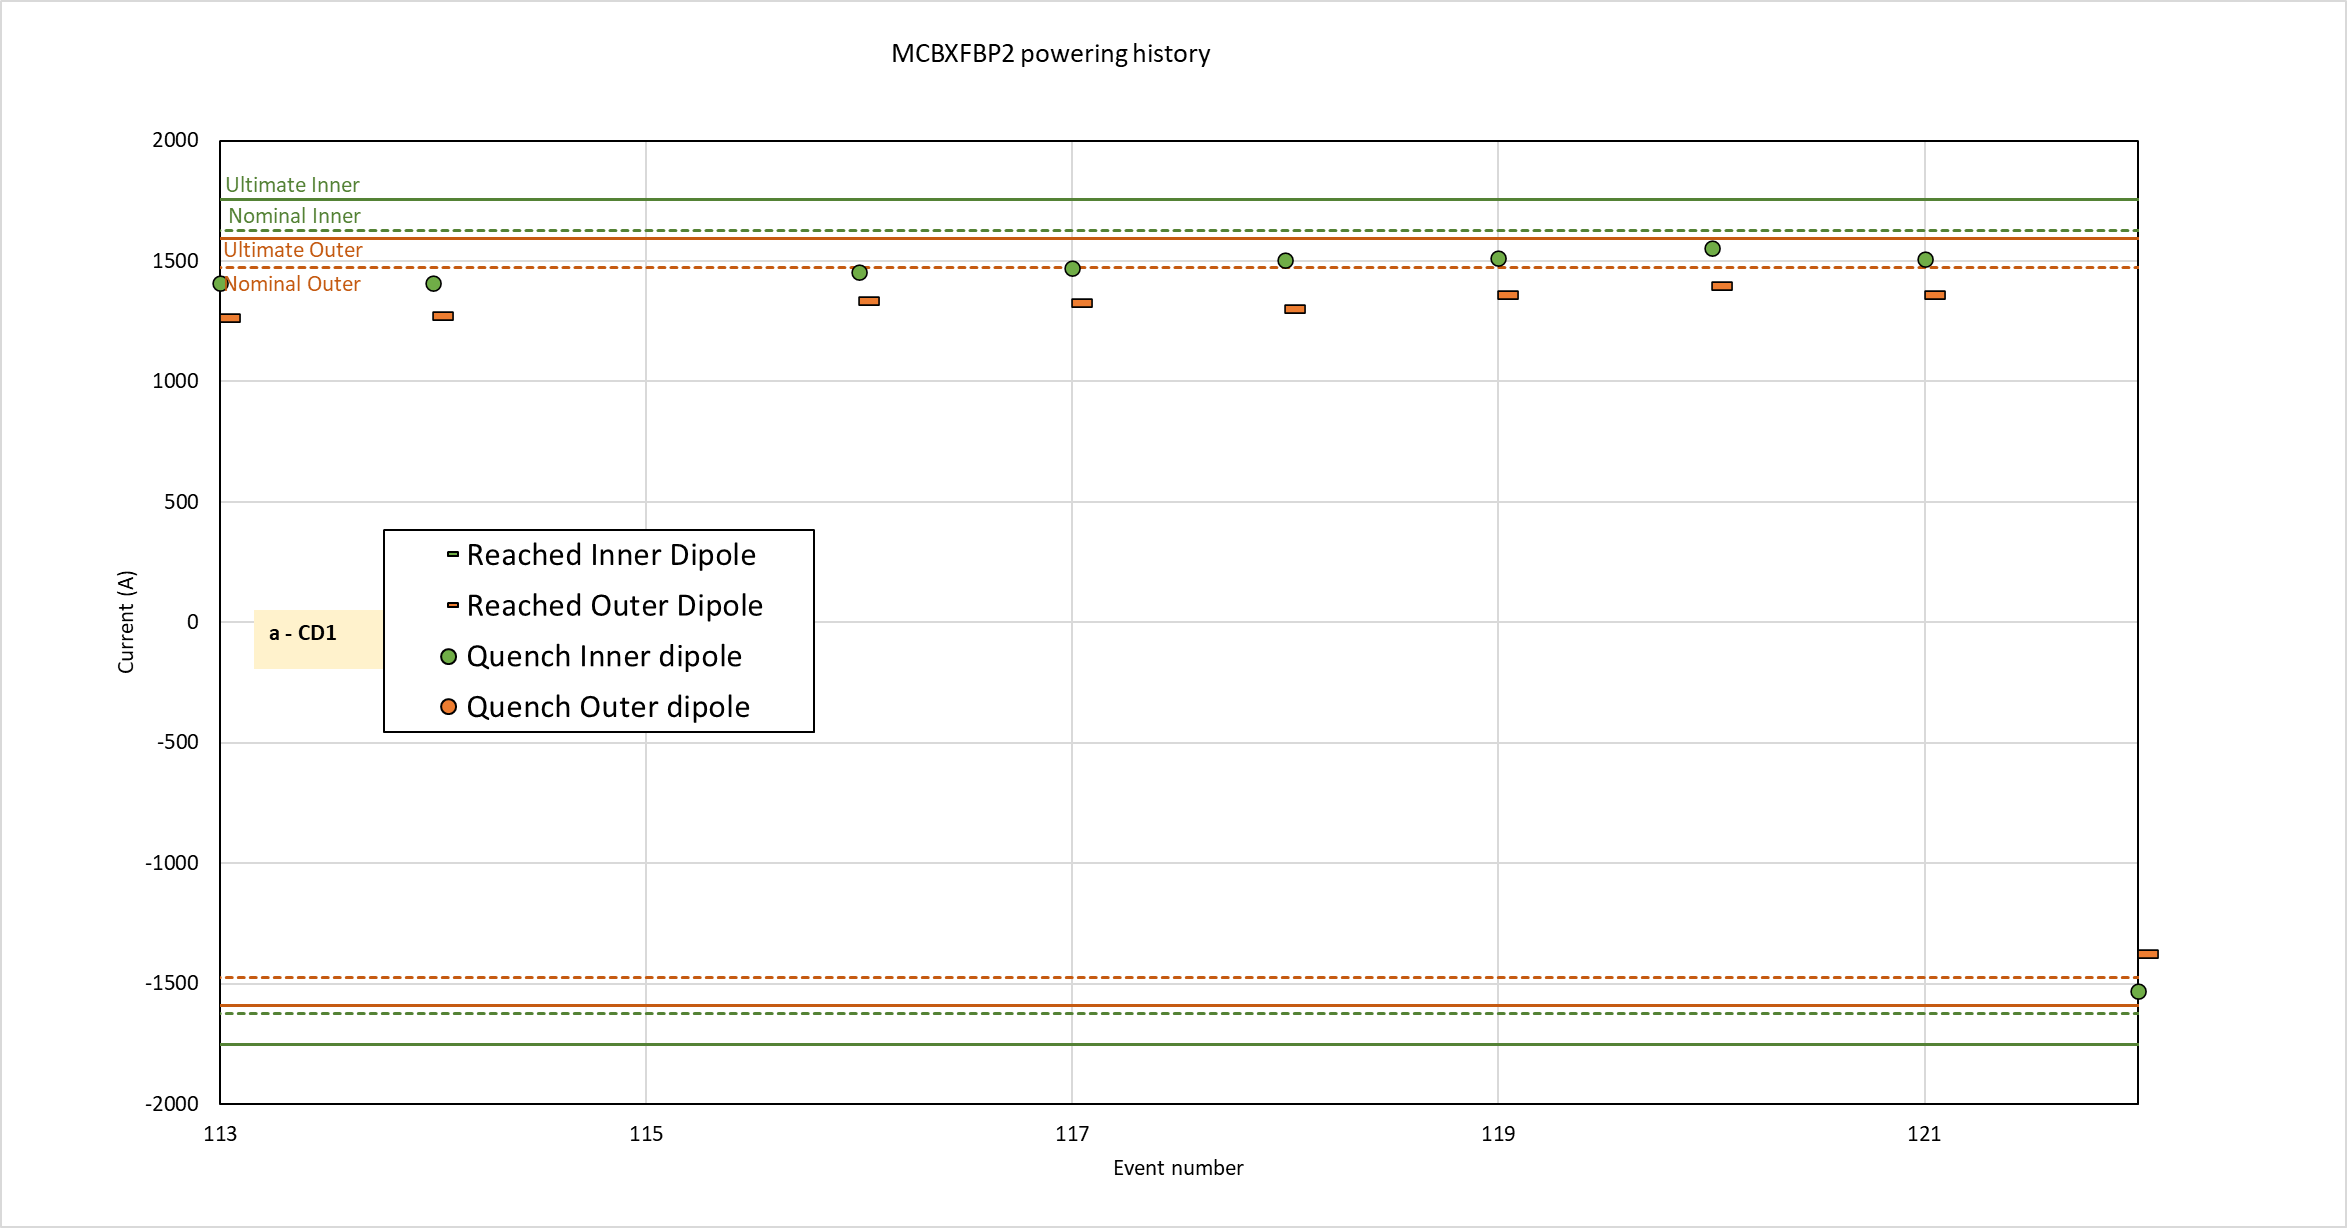 MCBXFBP2 powering history
2000
Ultimate Inner
Nominal Inner
Ultimate Outer
1500
Nominal Outer
1000
500
Reached Inner Dipole
Reached Outer Dipole
Current (A)
0
a - CD1
Quench Inner dipole
Quench Outer dipole
-500
-1000
-1500
-2000
113 115 117 119 121
Event number